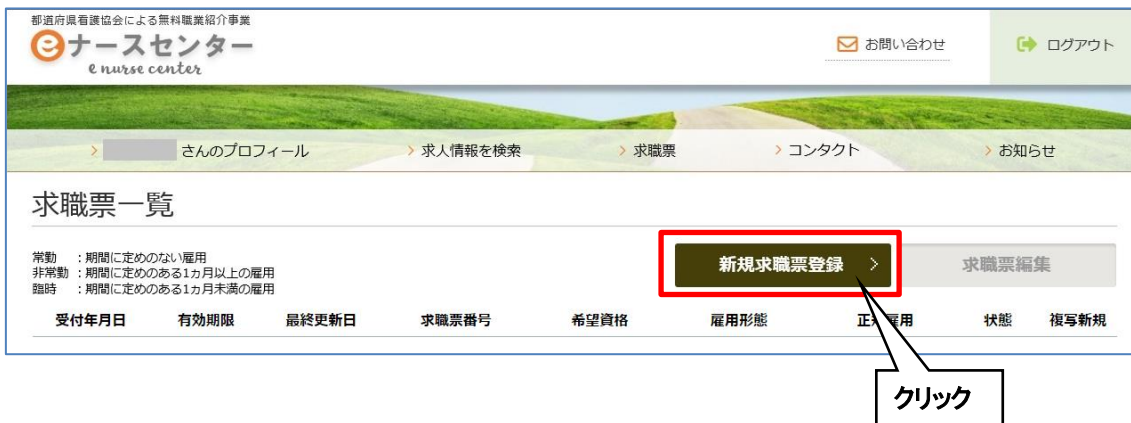 都道府県看護協会による無料職業紹介事業
eナースセンター
e nurse center
お問い合わせ
ログアウト
さんのプロフィール
求人情報を検索
求職票
コンタクト
お知らせ
求職票一覧
常勤 :期間に定めのない雇用
非常勤 :期間に定めのある1ヵ月以上の雇用
臨時 :期間に定めのある1ヵ月未満の雇用
新規求職票登録
求職票編集
受付年月日 有効期限 最終更新日 求職票番号 希望資格 雇用形態 正規雇用 状態 複写新規
クリック